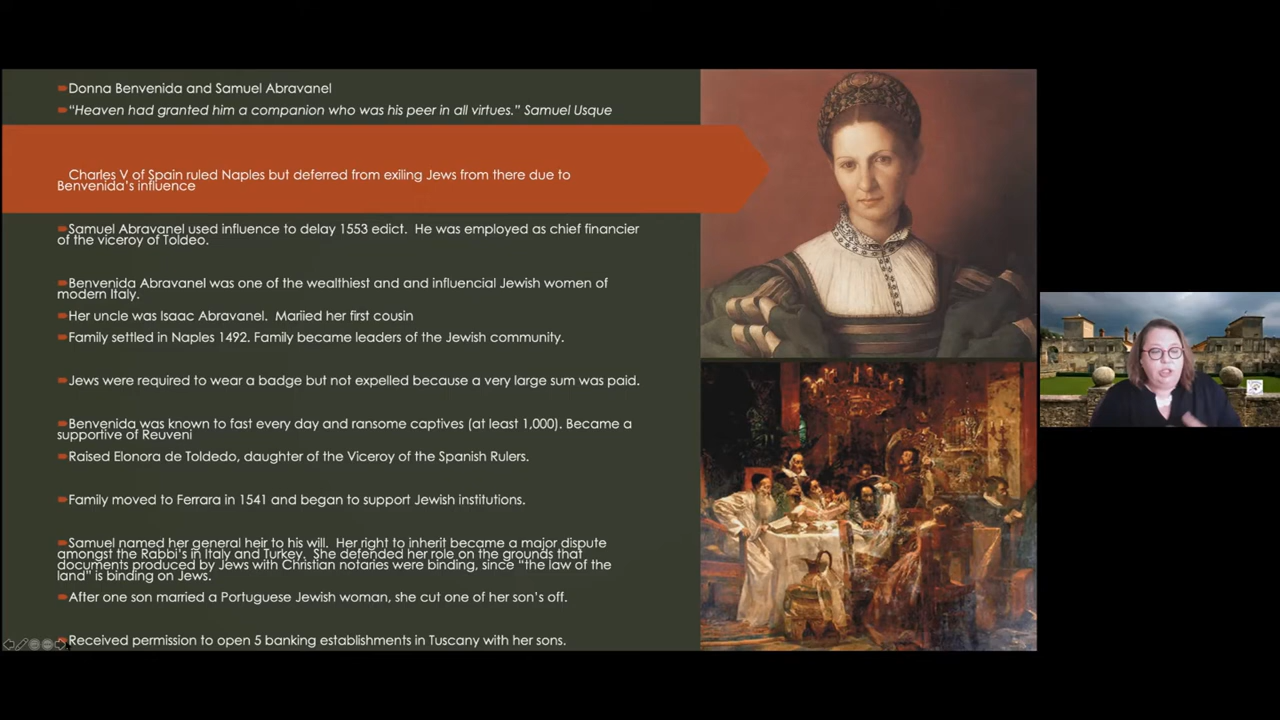 Donna Benvenida and Samuel Abravanel
“Heaven had granted him a companion who was his peer in all virtues.” Samuel Usque
Charles V of Spain ruled Naples but deferred from exiling Jews from there due to
Benvenida’s influence
Samuel Abravanel used influence to delay 1553 edict. He was employed as chief financier
of the viceroy of Toldeo.
Benvenida Abravanel was one of the wealthiest and and influencial Jewish women of
modern Italy.
Her uncle was Isaac Abravanel. Mariied her first cousin
Family settled in Naples 1492. Family became leaders of the Jewish community.
Jews were required to wear a badge but not expelled because a very large sum was paid.
Benvenida was known to fast every day and ransome captives (at least 1,000). Became a
supportive of Reuveni
Raised Elonora de Toldedo, daughter of the Viceroy of the Spanish Rulers.
Family moved to Ferrara in 1541 and began to support Jewish institutions.
Samuel named her general heir to his will. Her right to inherit became a major dispute
amongst the Rabbi’s in Italy and Turkey. She defended her role on the grounds that
documents produced by Jews with Christian notaries were binding, since “the law of the
land” is binding on Jews.
After one son married a Portuguese Jewish woman, she cut one of her son’s off.
Received permission to open 5 banking establishments in Tuscany with her sons.